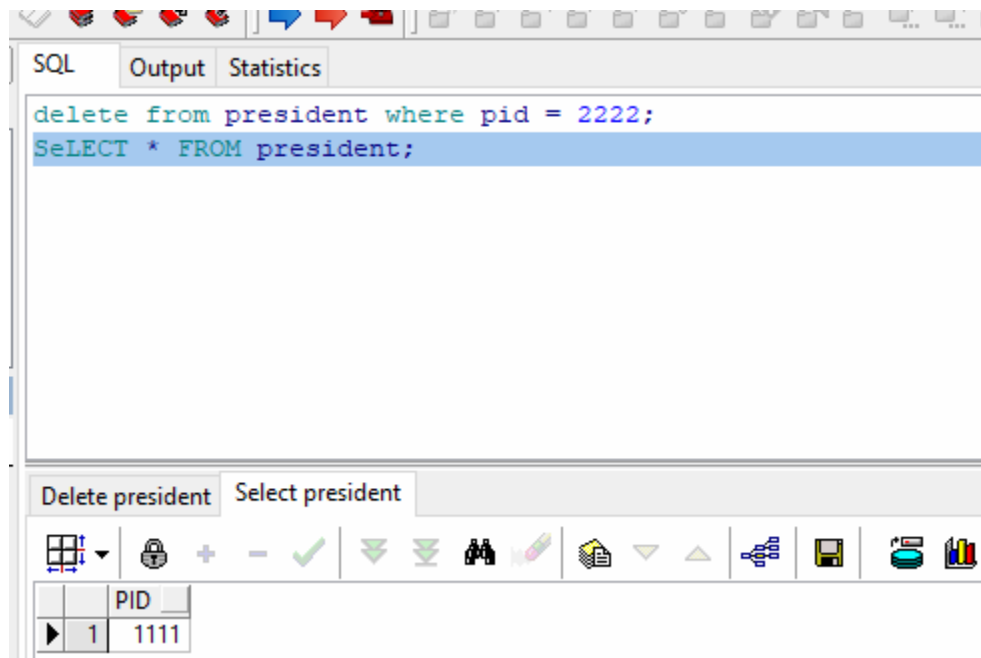 SQL Output Statistics
delete from president where pid = 2222;
SeLECT * FROM president;
Delete president Select president
PID
1 1111